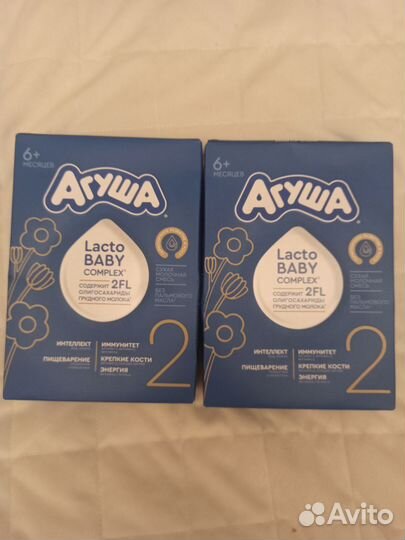 6+
МЕСЯЦЕВ
АГУША
Lacto
BABY
COMPLEX
СОДЕРЖИТ 2FL
ОЛИГОСАХАРИДЫ
ГРУДНОГО МОЛОКА
СУХАЯ
МОЛОЧНАЯ
СМЕСЬ
БЕЗ
ПАЛЬМОВОГО
МАСЛА
ИНТЕЛЛЕКТ
ИММУНИТЕТ
ПИЩЕВАРЕНИЕ
КРЕПКИЕ КОСТИ
ЭНЕРГИЯ
2
6+
МЕСЯЦЕВ
АГУША
Lacto
BABY
COMPLEX
СОДЕРЖИТ 2FL
ОЛИГОСАХАРИДЫ
ГРУДНОГО МОЛОКА
СУХАЯ
МОЛОЧНАЯ
СМЕСЬ
БЕЗ
ПАЛЬМОВОГО
МАСЛА
ИНТЕЛЛЕКТ
ИММУНИТЕТ
ПИЩЕВАРЕНИЕ
КРЕПКИЕ КОСТИ
ЭНЕРГИЯ
2
Avito